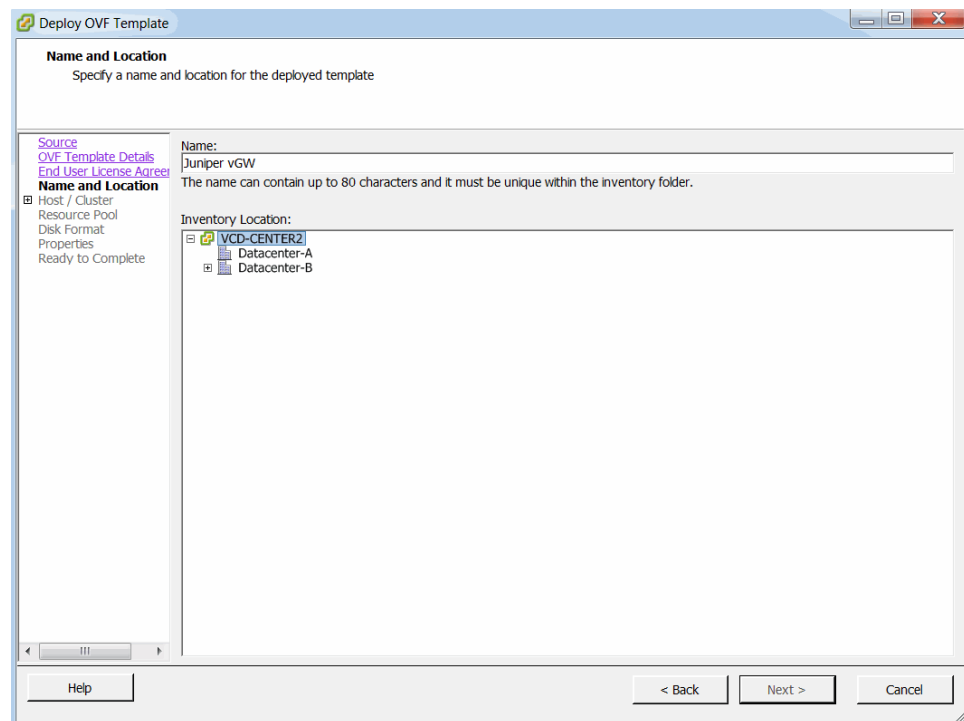 Deploy OVF Template
Name and Location
Specify a name and location for the deployed template
Source
OVF Template Details
End User License Agreer
Name and Location
Host / Cluster
Resource Pool
Disk Format
Properties
Ready to Complete
Name:
Juniper vGW
The name can contain up to 80 characters and it must be unique within the inventory folder.
Inventory Location:
VCD-CENTER2
Datacenter-A
Datacenter-B
Help
< Back
Next >
Cancel